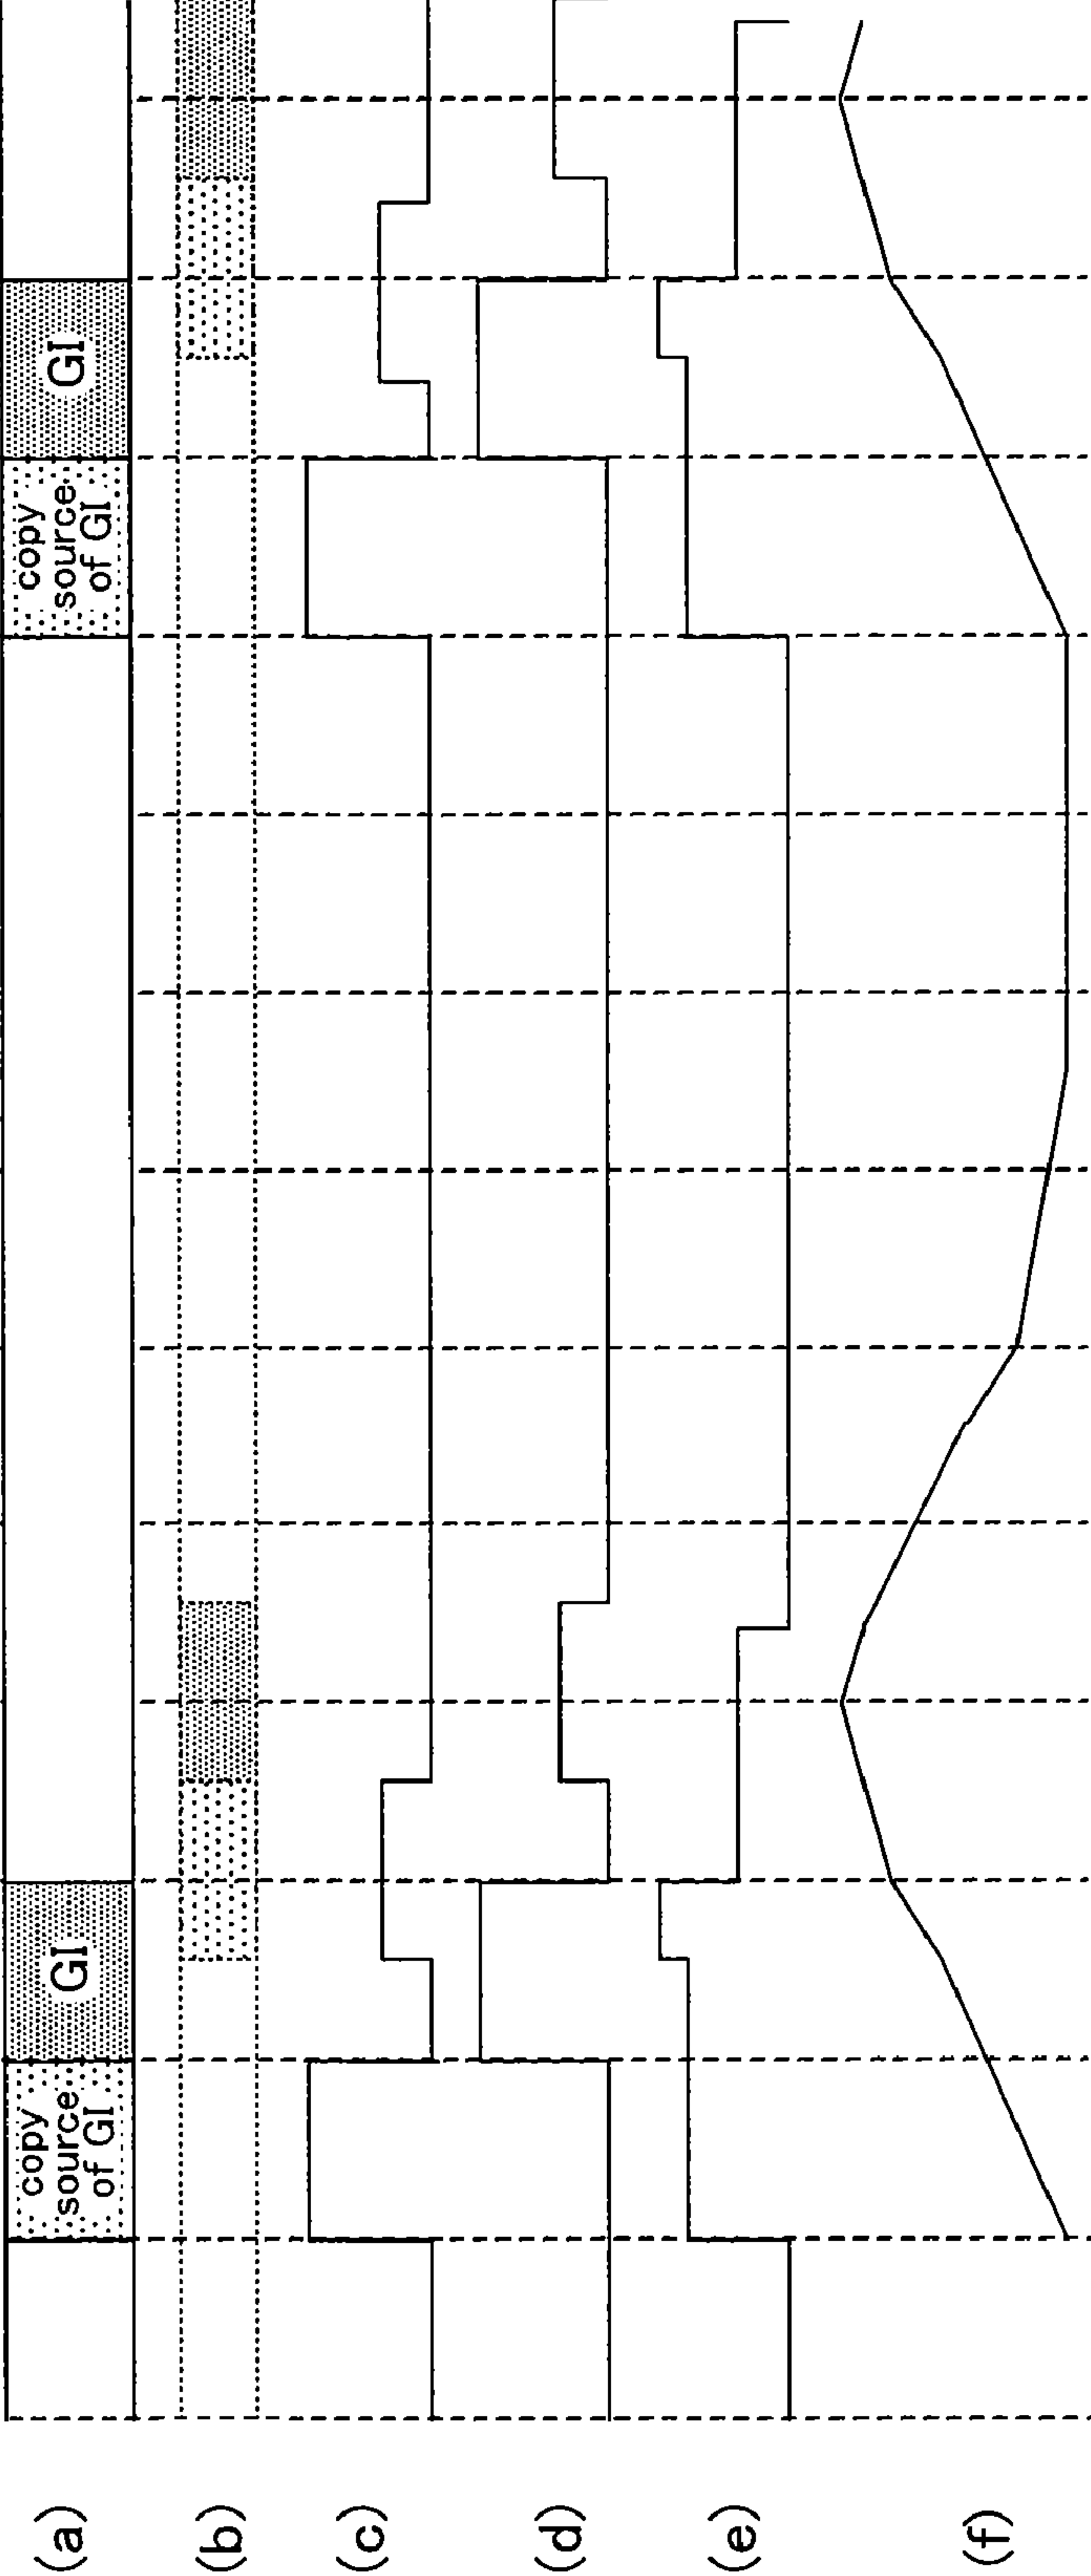 (a)
copy
source
of GI
GI
copy
source
of GI
GI
(b)
(c)
(d)
(e)
(f)